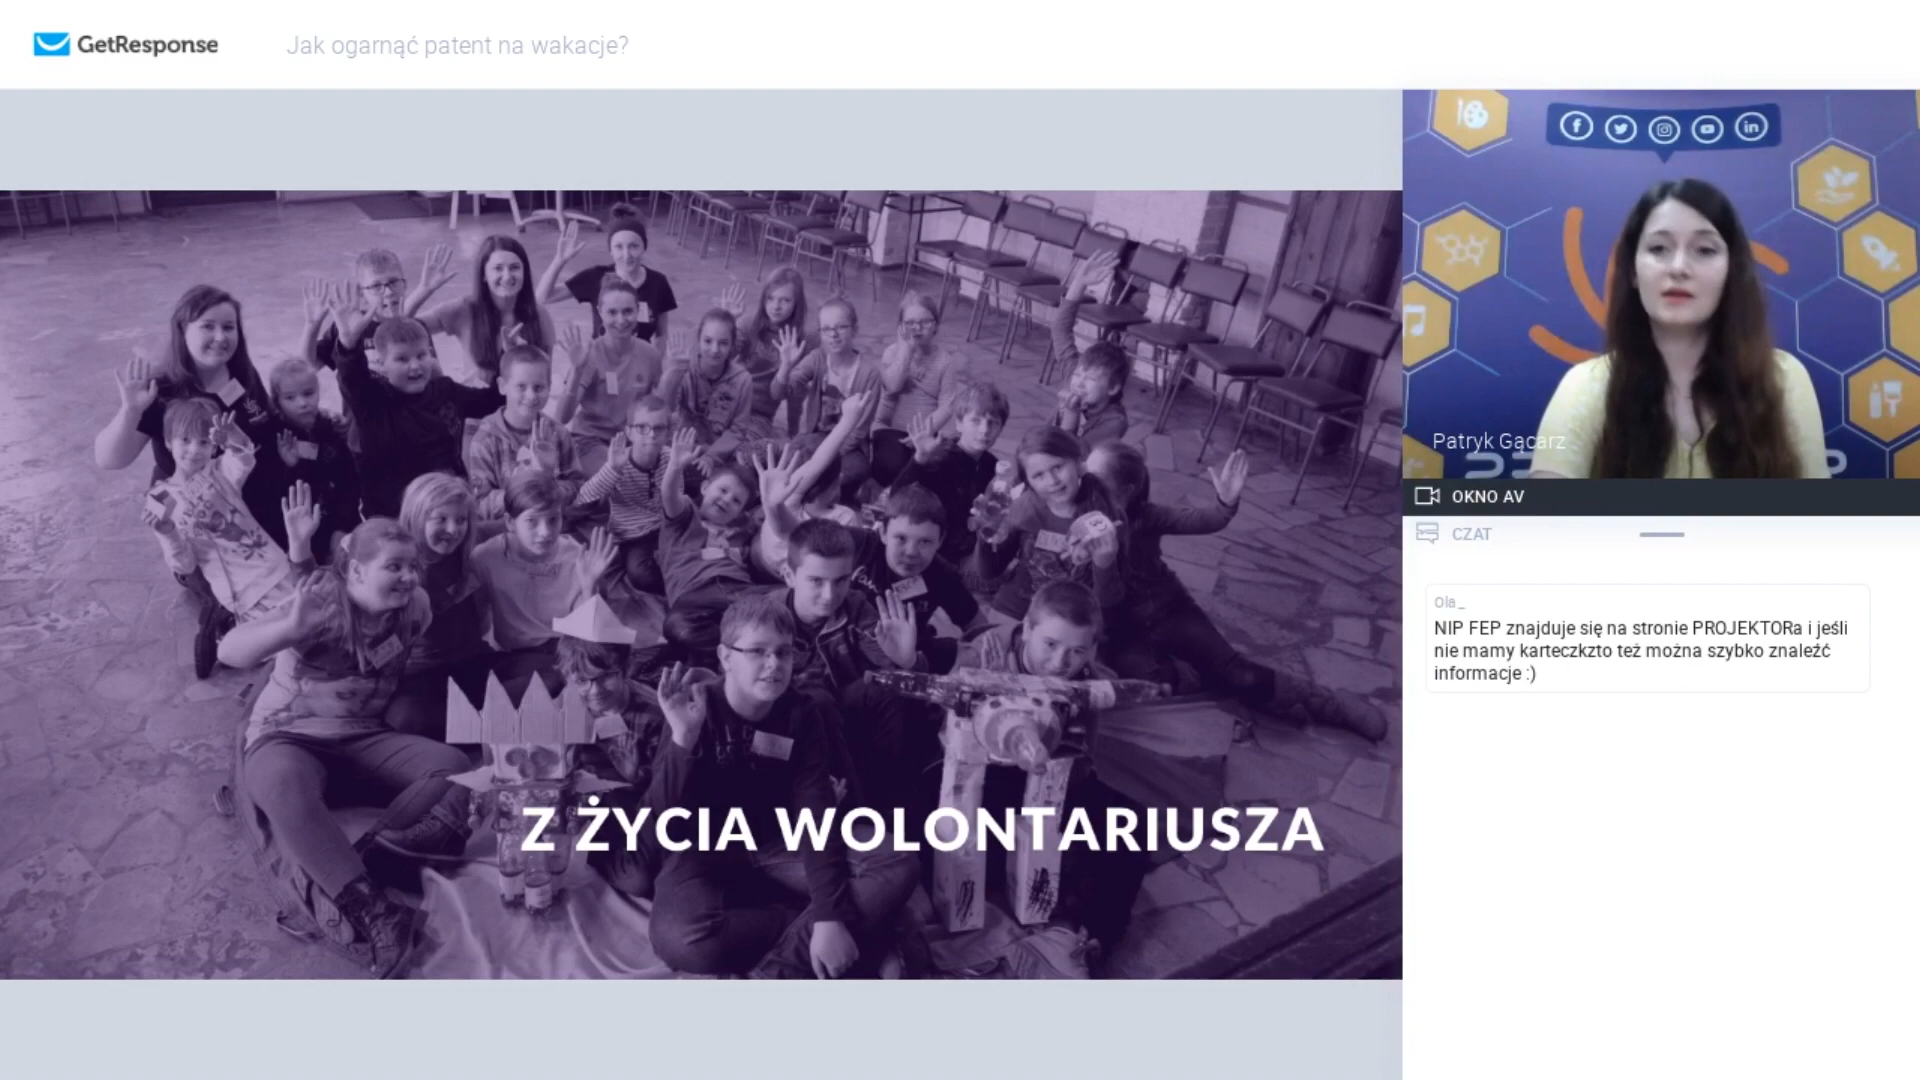 GetResponse
Jak ogarnąć patent na wakacje?
Z ŻYCIA WOLONTARIUSZA
Patryk Gącarz
OKNO AV
CZAT
Ola_
NIP FEP znajduje się na stronie PROJEKTORa i jeśli
nie mamy karteczkzto też można szybko znaleźć
informacje :)